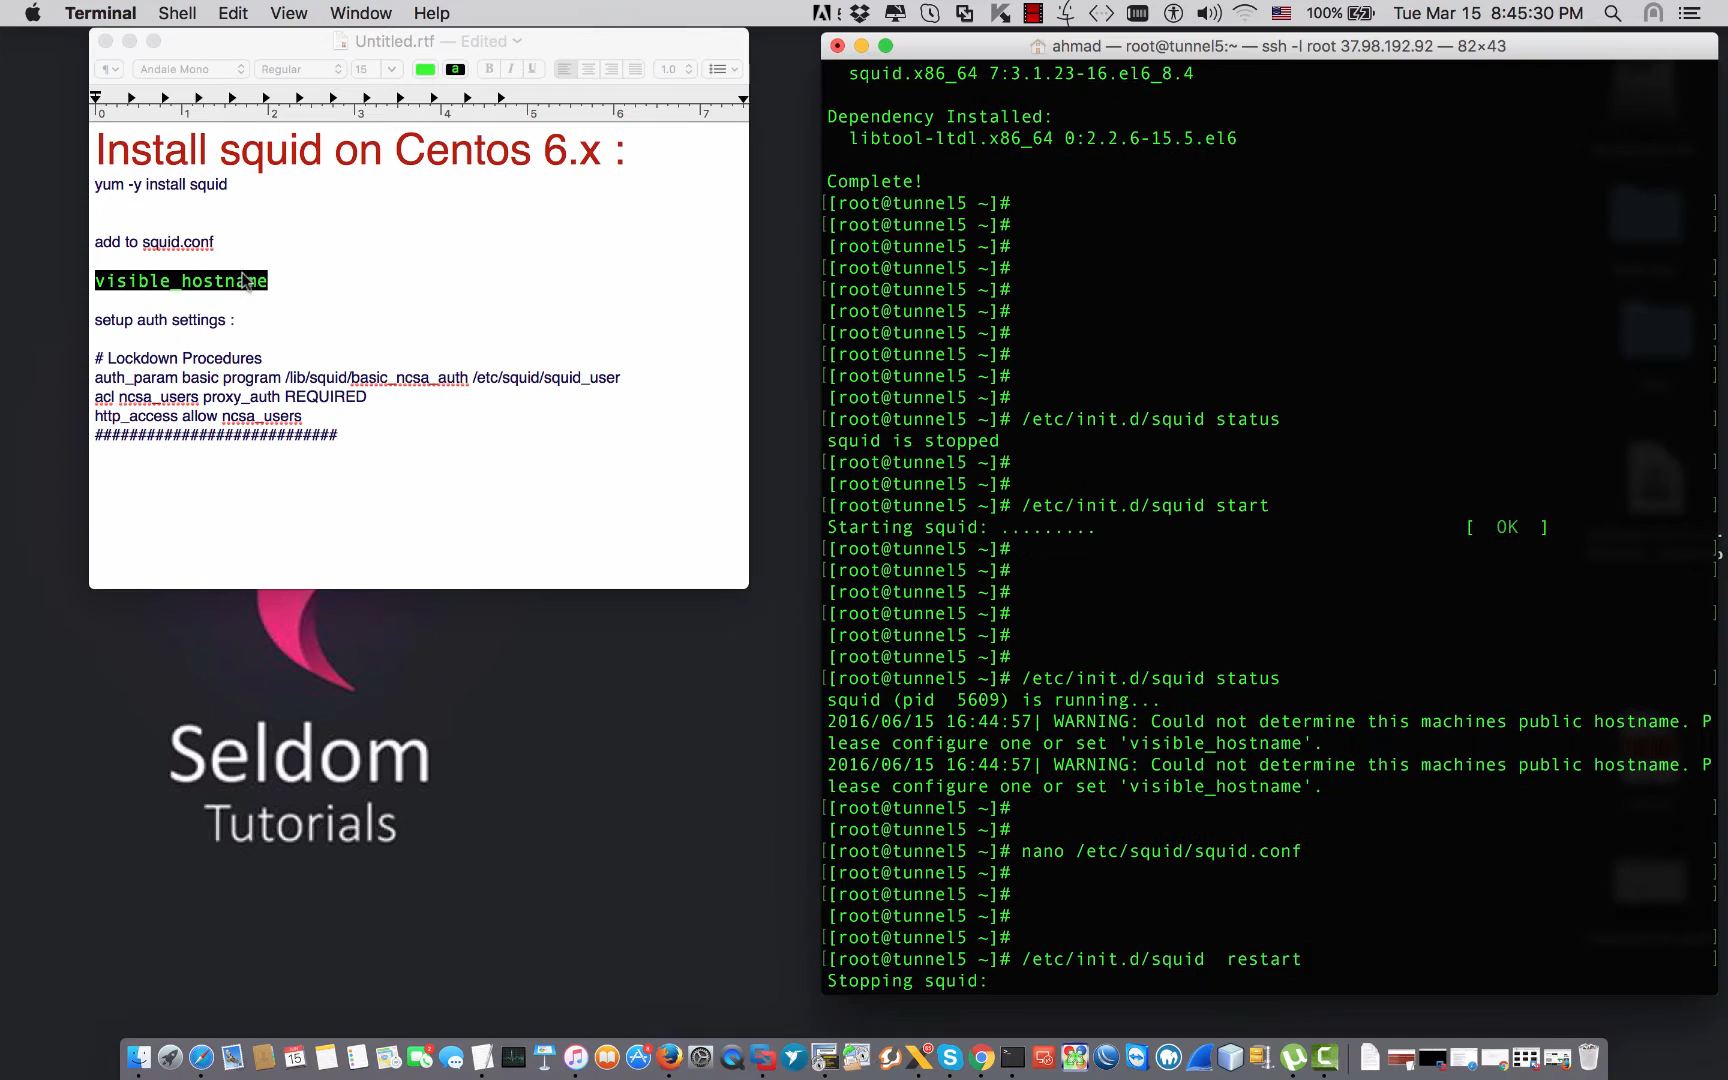 Terminal Shell Edit View Window Help
100% Tue Mar 15 8:45:30 PM
Untitled.rtf — Edited
Andale Mono Regular 15 a B I U 1.0
0 1 2 3 4 5 6 7
Install squid on Centos 6.x :
yum -y install squid
add to squid.conf
visible_hostname
setup auth settings :
# Lockdown Procedures
auth_param basic program /lib/squid/basic_ncsa_auth /etc/squid/squid_user
acl ncsa_users proxy_auth REQUIRED
http_access allow ncsa_users
############################
Seldom
Tutorials
ahmad — root@tunnel5:~ — ssh -l root 37.98.192.92 — 82×43
squid.x86_64 7:3.1.23-16.el6_8.4
Dependency Installed:
libtool-ltdl.x86_64 0:2.2.6-15.5.el6
Complete!
[[root@tunnel5 ~]#
[[root@tunnel5 ~]#
[[root@tunnel5 ~]#
[[root@tunnel5 ~]#
[[root@tunnel5 ~]#
[[root@tunnel5 ~]#
[[root@tunnel5 ~]#
[[root@tunnel5 ~]#
[[root@tunnel5 ~]#
[[root@tunnel5 ~]#
[[root@tunnel5 ~]# /etc/init.d/squid status
squid is stopped
[[root@tunnel5 ~]#
[[root@tunnel5 ~]#
[[root@tunnel5 ~]# /etc/init.d/squid start
Starting squid: ......... [ OK ]
[[root@tunnel5 ~]#
[[root@tunnel5 ~]#
[[root@tunnel5 ~]#
[[root@tunnel5 ~]#
[[root@tunnel5 ~]#
[[root@tunnel5 ~]#
[[root@tunnel5 ~]# /etc/init.d/squid status
squid (pid  5609) is running...
2016/06/15 16:44:57| WARNING: Could not determine this machines public hostname. P
lease configure one or set 'visible_hostname'.
2016/06/15 16:44:57| WARNING: Could not determine this machines public hostname. P
lease configure one or set 'visible_hostname'.
[[root@tunnel5 ~]#
[[root@tunnel5 ~]#
[[root@tunnel5 ~]# nano /etc/squid/squid.conf
[[root@tunnel5 ~]#
[[root@tunnel5 ~]#
[[root@tunnel5 ~]#
[[root@tunnel5 ~]#
[[root@tunnel5 ~]# /etc/init.d/squid  restart
Stopping squid: